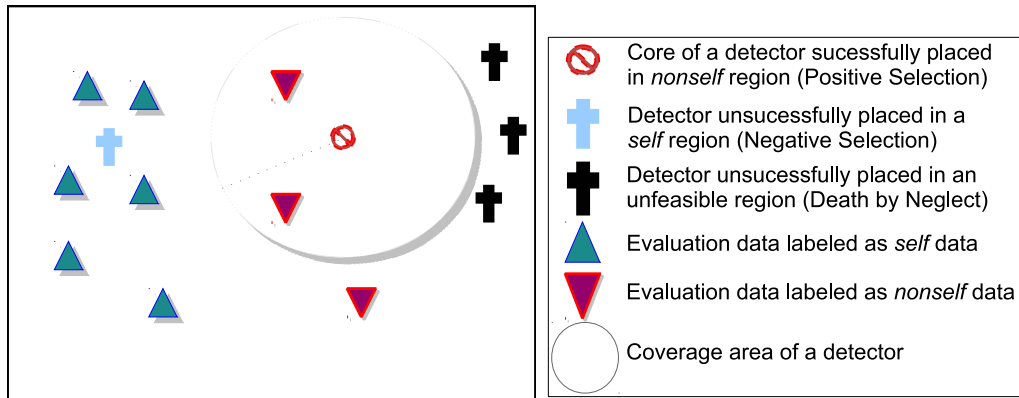 Core of a detector sucessfully placed
in nonself region (Positive Selection)
Detector unsucessfully placed in a
self region (Negative Selection)
Detector unsucessfully placed in an
unfeasible region (Death by Neglect)
Evaluation data labeled as self data
Evaluation data labeled as nonself data
Coverage area of a detector